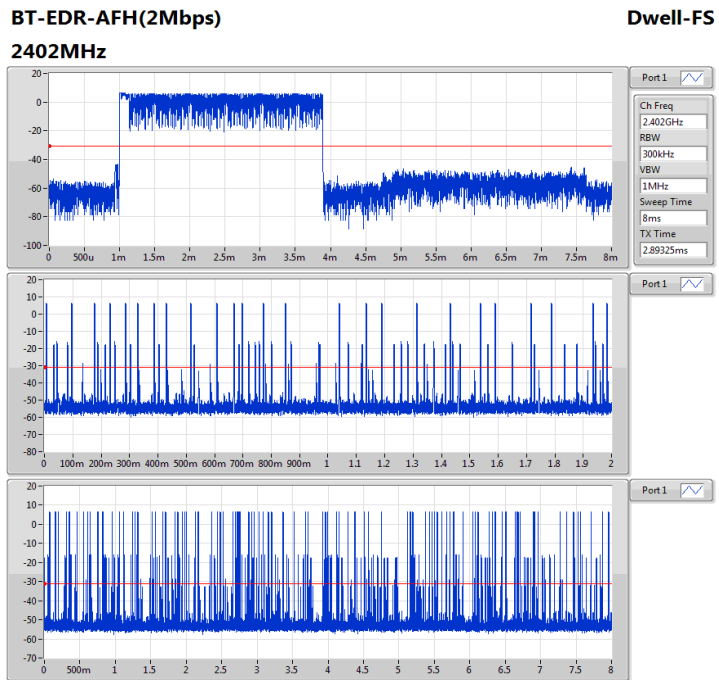 BT-EDR-AFH(2Mbps) Dwell-FS
2402MHz
Port 1
20
0
-20
-40
-60
-80
-100
0 500u 1m 1.5m 2m 2.5m 3m 3.5m 4m 4.5m 5m 5.5m 6m 6.5m 7m 7.5m 8m
Ch Freq
2.402GHz
RBW
300kHz
VBW
1MHz
Sweep Time
8ms
TX Time
2.89325ms
Port 1
20
10
0
-10
-20
-30
-40
-50
-60
-70
-80
0 100m 200m 300m 400m 500m 600m 700m 800m 900m 1 1.1 1.2 1.3 1.4 1.5 1.6 1.7 1.8 1.9 2
Port 1
20
10
0
-10
-20
-30
-40
-50
-60
-70
0 500m 1 1.5 2 2.5 3 3.5 4 4.5 5 5.5 6 6.5 7 7.5 8